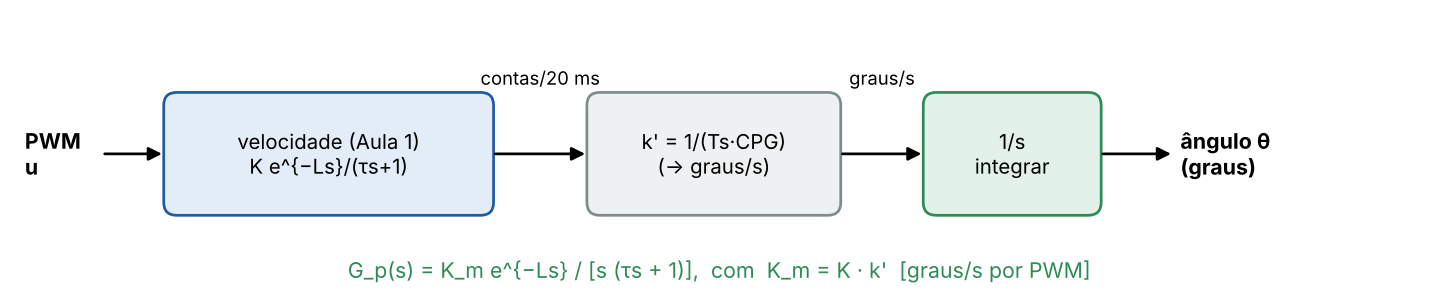 contas/20 ms
graus/s
PWM
u
velocidade (Aula 1)
K e^{−Ls}/(τs+1)
k' = 1/(Ts·CPG)
(→ graus/s)
1/s
integrar
ângulo θ
(graus)
G_p(s) = K_m e^{−Ls} / [s (τs + 1)],  com  K_m = K · k'  [graus/s por PWM]